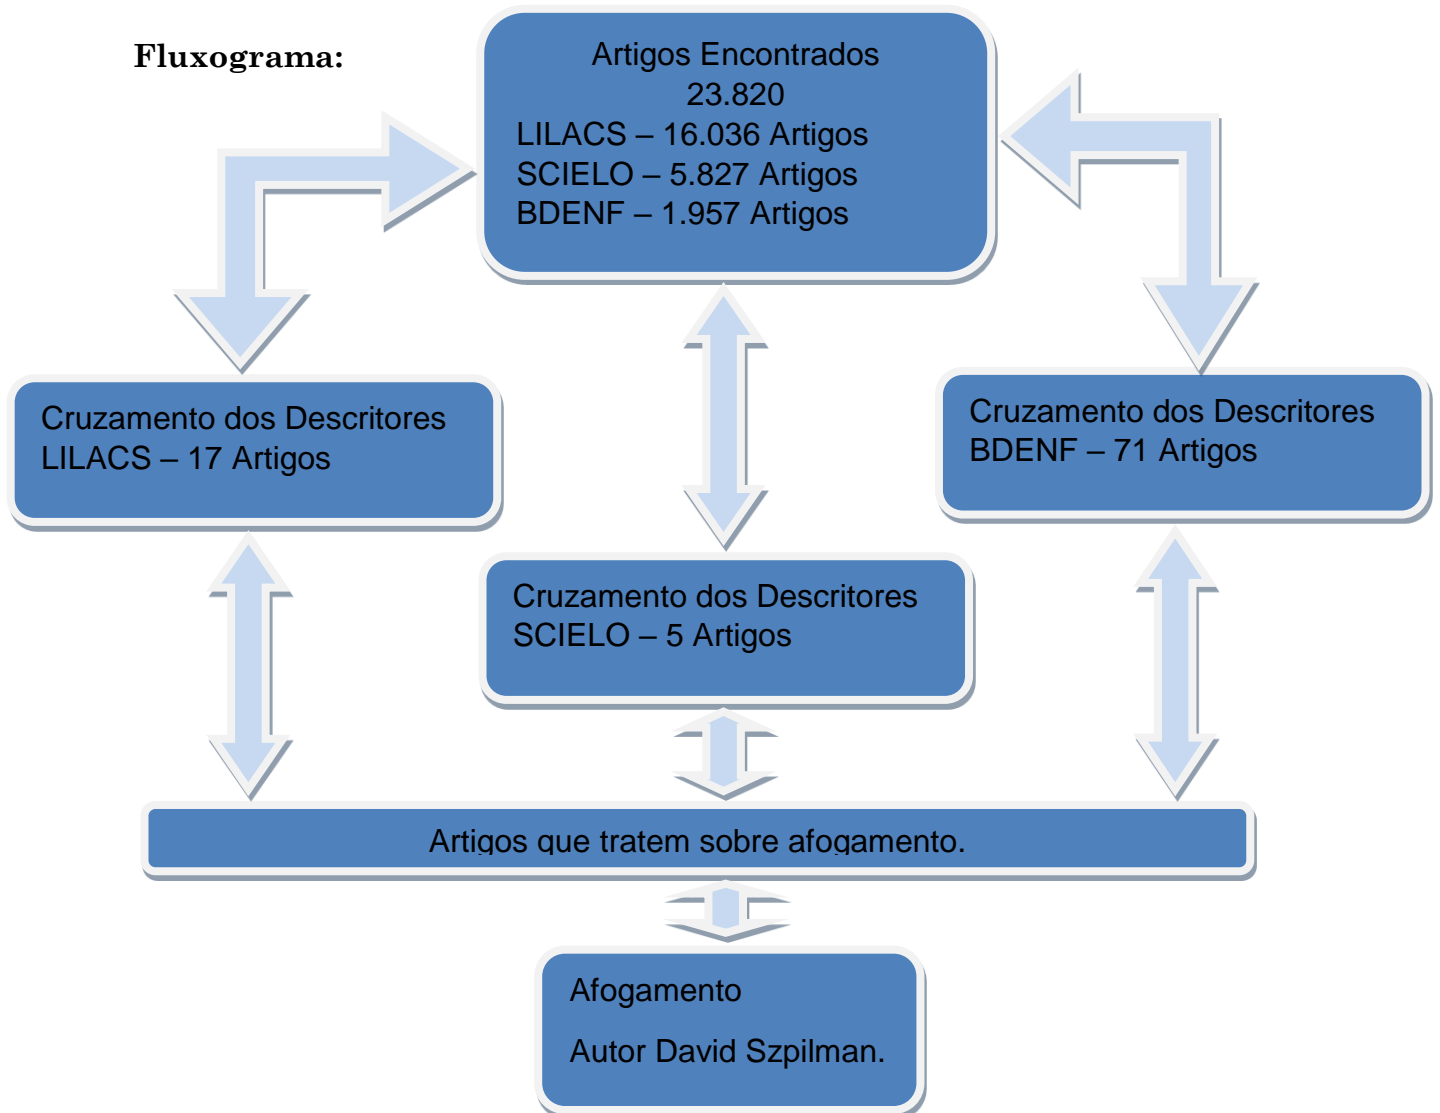 Fluxograma:
Artigos Encontrados
23.820
LILACS – 16.036 Artigos
SCIELO – 5.827 Artigos
BDENF – 1.957 Artigos
Cruzamento dos Descritores
LILACS – 17 Artigos
Cruzamento dos Descritores
BDENF – 71 Artigos
Cruzamento dos Descritores
SCIELO – 5 Artigos
Artigos que tratem sobre afogamento.
Afogamento
Autor David Szpilman.